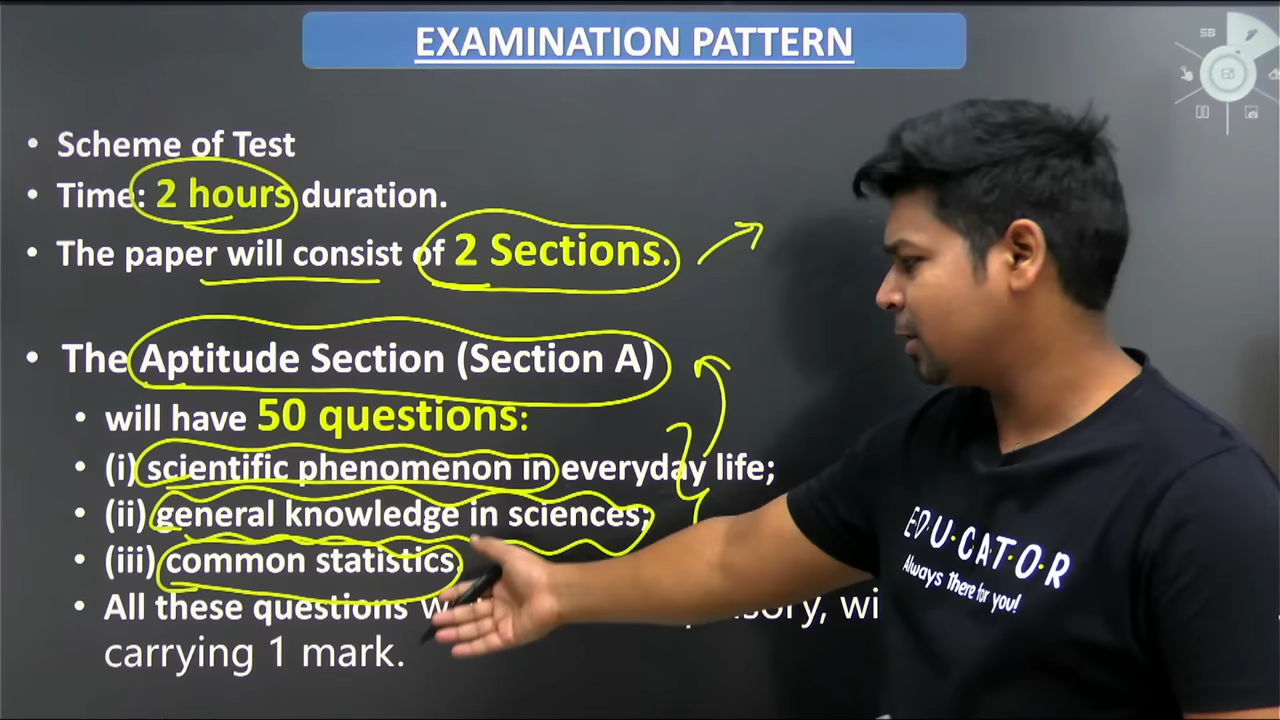 EXAMINATION PATTERN
SB
• Scheme of Test
• Time: 2 hours duration.
• The paper will consist of 2 Sections.
• The Aptitude Section (Section A)
• will have 50 questions:
• (i) scientific phenomenon in everyday life;
• (ii) general knowledge in sciences;
• (iii) common statistics.
• All these questions
carrying 1 mark.
E·D·U·C·A·T·O·R
Always there for you!